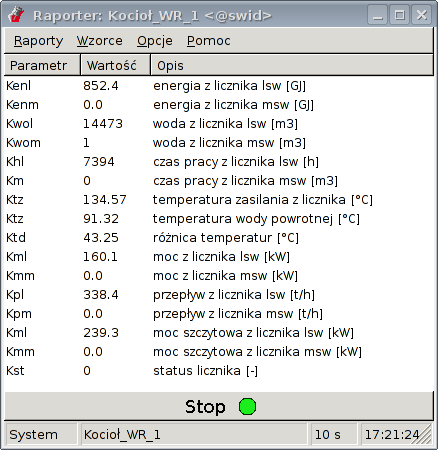 Raporter: Kocioł_WR_1 <@swid>
Raporty Wzorce Opcje Pomoc
Parametr Wartość Opis
Kenl 852.4 energia z licznika lsw [GJ]
Kenm 0.0 energia z licznika msw [GJ]
Kwol 14473 woda z licznika lsw [m3]
Kwom 1 woda z licznika msw [m3]
Khl 7394 czas pracy z licznika lsw [h]
Km 0 czas pracy z licznika msw [m3]
Ktz 134.57 temperatura zasilania z licznika [°C]
Ktz 91.32 temperatura wody powrotnej [°C]
Ktd 43.25 różnica temperatur [°C]
Kml 160.1 moc z licznika lsw [kW]
Kmm 0.0 moc z licznika msw [kW]
Kpl 338.4 przepływ z licznika lsw [t/h]
Kpm 0.0 przepływ z licznika msw [t/h]
Kml 239.3 moc szczytowa z licznika lsw [kW]
Kmm 0.0 moc szczytowa z licznika msw [kW]
Kst 0 status licznika [-]
Stop
System Kocioł_WR_1 10 s 17:21:24